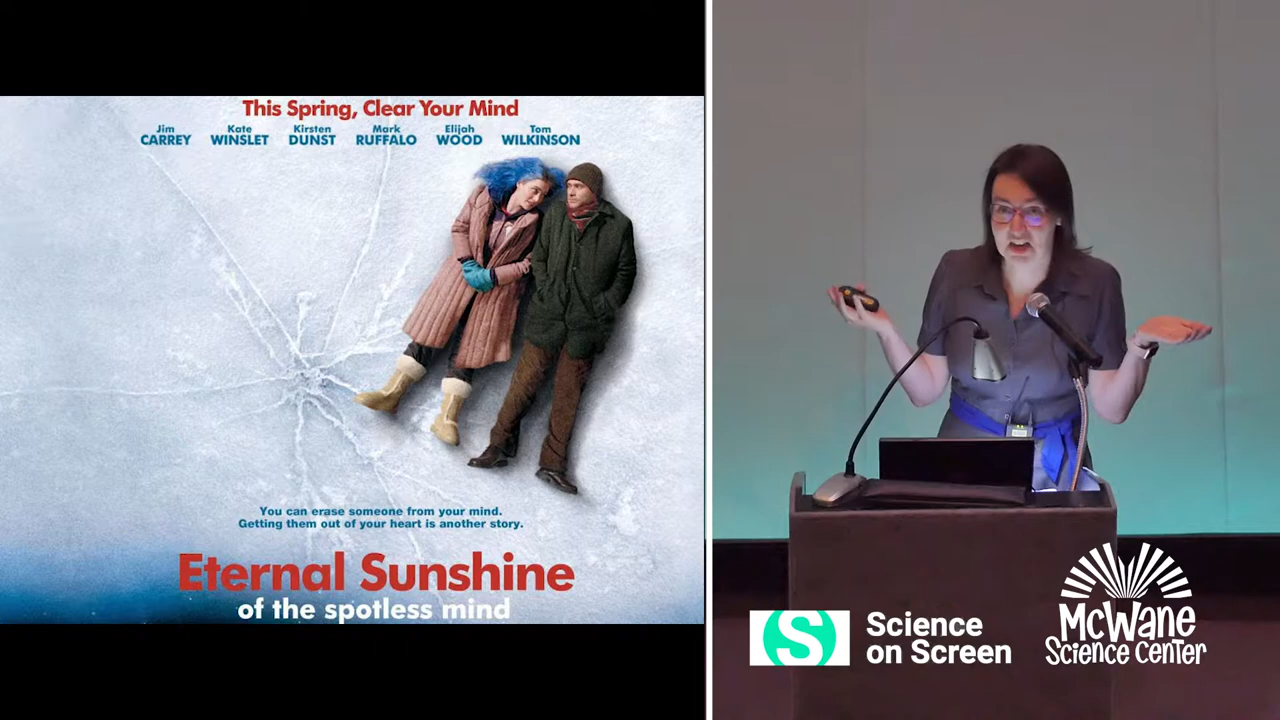 This Spring, Clear Your Mind
Jim CARREY Kate WINSLET Kirsten DUNST Mark RUFFALO Elijah WOOD Tom WILKINSON
You can erase someone from your mind.
Getting them out of your heart is another story.
Eternal Sunshine
of the spotless mind
S
Science
on Screen
McWane
Science Center